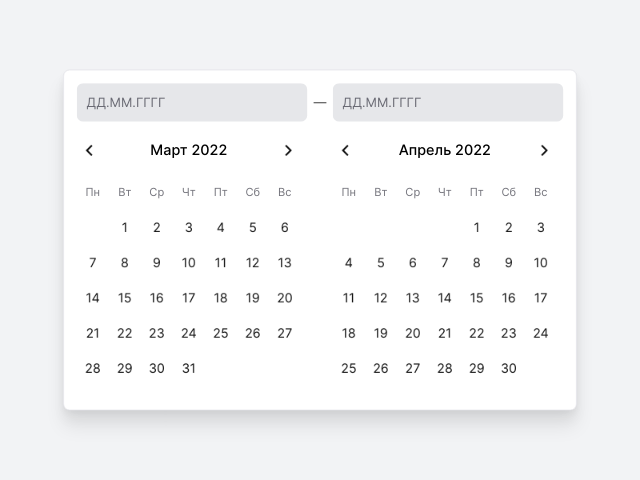 ДД.ММ.ГГГГ — ДД.ММ.ГГГГ
Март 2022
Пн Вт Ср Чт Пт Сб Вс
1 2 3 4 5 6
7 8 9 10 11 12 13
14 15 16 17 18 19 20
21 22 23 24 25 26 27
28 29 30 31
Апрель 2022
Пн Вт Ср Чт Пт Сб Вс
1 2 3
4 5 6 7 8 9 10
11 12 13 14 15 16 17
18 19 20 21 22 23 24
25 26 27 28 29 30